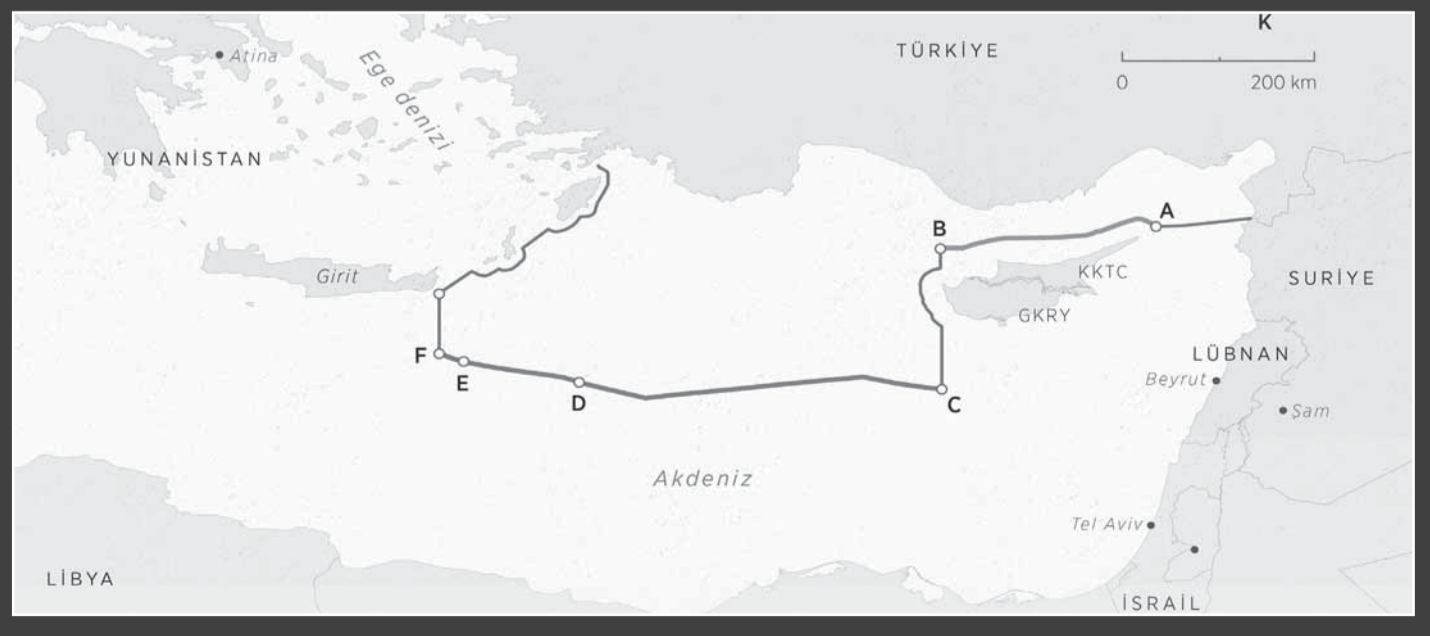 K
TÜRKİYE
0
200 km
Atina
Ege denizi
YUNANİSTAN
A
B
Girit
KKTC
SURİYE
GKRY
F
E
D
C
LÜBNAN
Beyrut
Şam
Akdeniz
Tel Aviv
LİBYA
İSRAİL